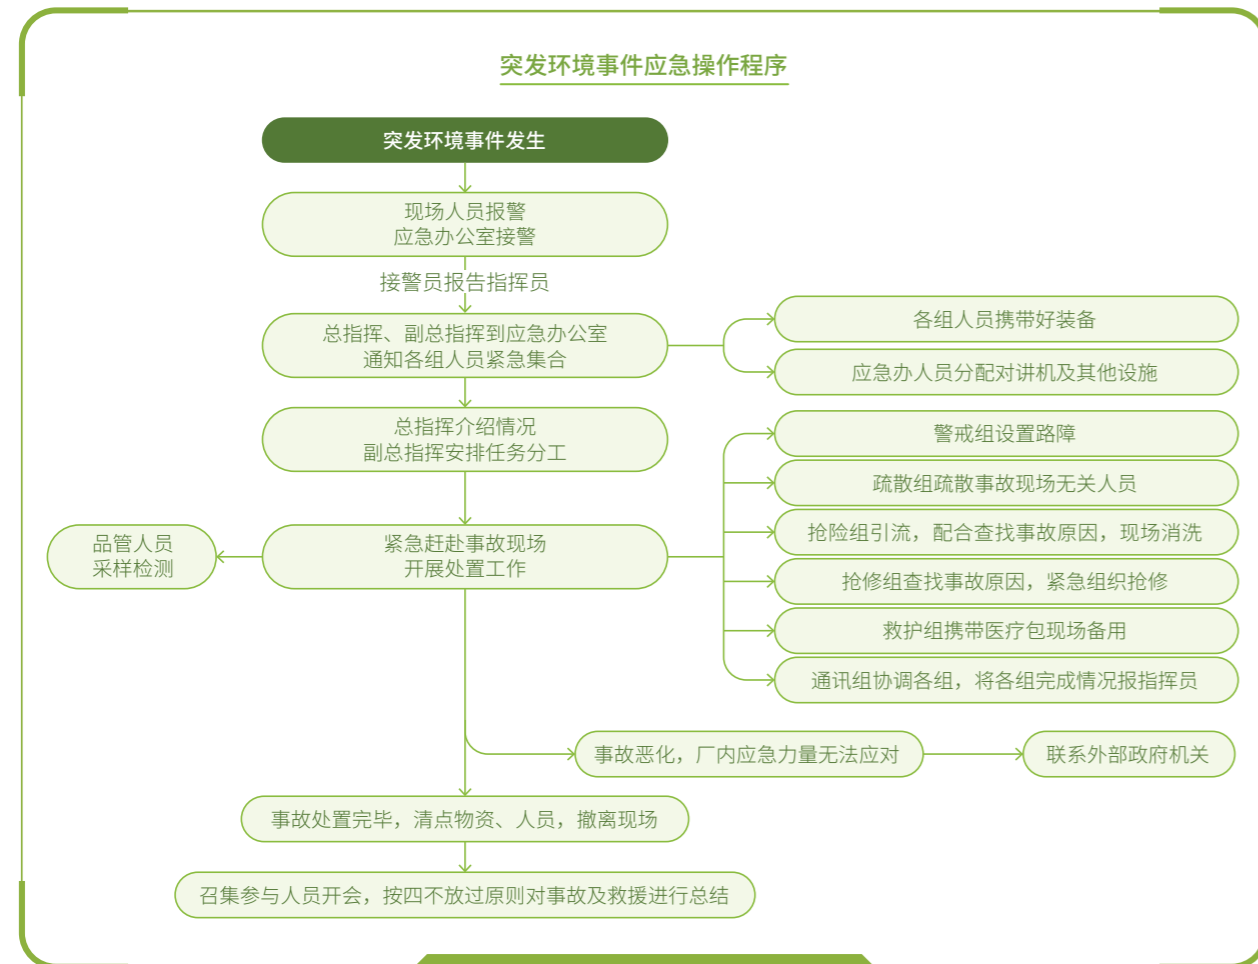 突发环境事件应急操作程序
突发环境事件发生
现场人员报警
应急办公室接警
接警员报告指挥员
总指挥、副总指挥到应急办公室
通知各组人员紧急集合
各组人员携带好装备
应急办人员分配对讲机及其他设施
总指挥介绍情况
副总指挥安排任务分工
警戒组设置路障
疏散组疏散事故现场无关人员
抢险组引流，配合查找事故原因，现场消洗
抢修组查找事故原因，紧急组织抢修
救护组携带医疗包现场备用
通讯组协调各组，将各组完成情况报指挥员
品管人员
采样检测
紧急赶赴事故现场
开展处置工作
事故恶化，厂内应急力量无法应对
联系外部政府机关
事故处置完毕，清点物资、人员，撤离现场
召集参与人员开会，按四不放过原则对事故及救援进行总结